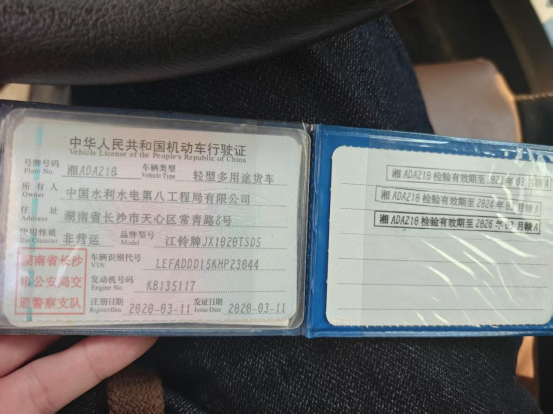 中华人民共和国机动车行驶证
Vehicle License of the People's Republic of China
号牌号码 湘ADA216 车辆类型 轻型多用途货车
Plate No. Vehicle Type
所有人 中国水利水电第八工程局有限公司
Owner
住址 湖南省长沙市天心区常青路8号
Address
使用性质 非营运 品牌型号 江铃牌JX1020TSD5
Use Character Model
湖南省长沙
市公安局交
通警察支队
车辆识别代号 LEFADDD15KHP23044
VIN
发动机号码 KB135117
Engine No.
注册日期 2020-03-11 发证日期 2020-03-11
Register Date Issue Date
湘ADA216 检验有效期至 年03月
湘ADA216 检验有效期至 月 A
湘ADA216 检验有效期至 2026年 月 A